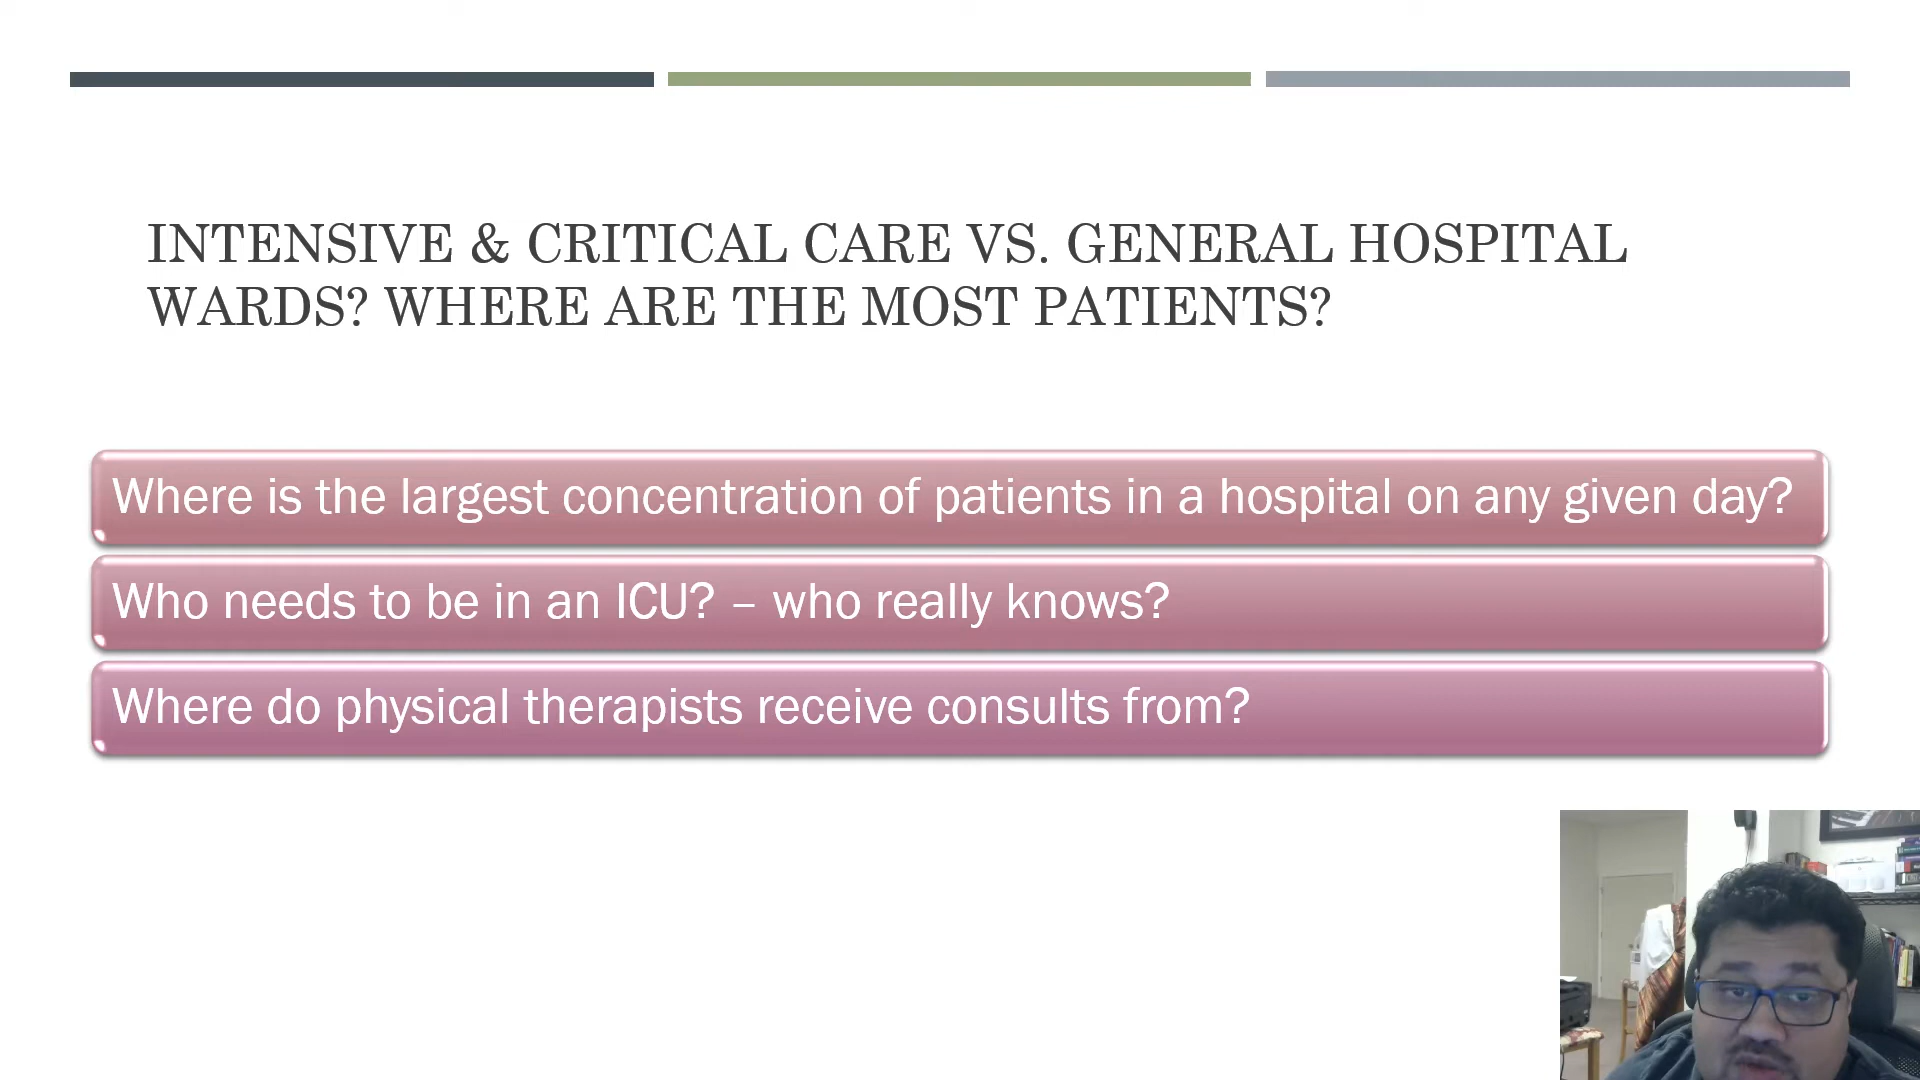 INTENSIVE & CRITICAL CARE VS. GENERAL HOSPITAL
WARDS? WHERE ARE THE MOST PATIENTS?
Where is the largest concentration of patients in a hospital on any given day?
Who needs to be in an ICU? – who really knows?
Where do physical therapists receive consults from?